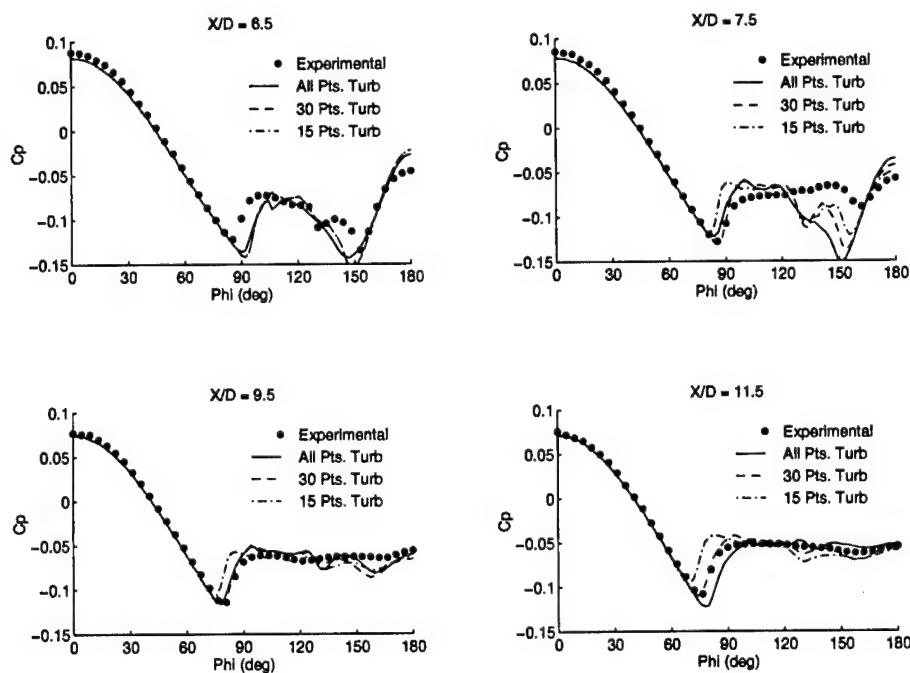 X/D = 6.5
0.1
0.05
0
-0.05
-0.1
-0.15
Cp
0 30 60 90 120 150 180
Phi (deg)
Experimental
All Pts. Turb
30 Pts. Turb
15 Pts. Turb
X/D = 7.5
0.1
0.05
0
-0.05
-0.1
-0.15
Cp
0 30 60 90 120 150 180
Phi (deg)
Experimental
All Pts. Turb
30 Pts. Turb
15 Pts. Turb
X/D = 9.5
0.1
0.05
0
-0.05
-0.1
-0.15
Cp
0 30 60 90 120 150 180
Phi (deg)
Experimental
All Pts. Turb
30 Pts. Turb
15 Pts. Turb
X/D = 11.5
0.1
0.05
0
-0.05
-0.1
-0.15
Cp
0 30 60 90 120 150 180
Phi (deg)
Experimental
All Pts. Turb
30 Pts. Turb
15 Pts. Turb